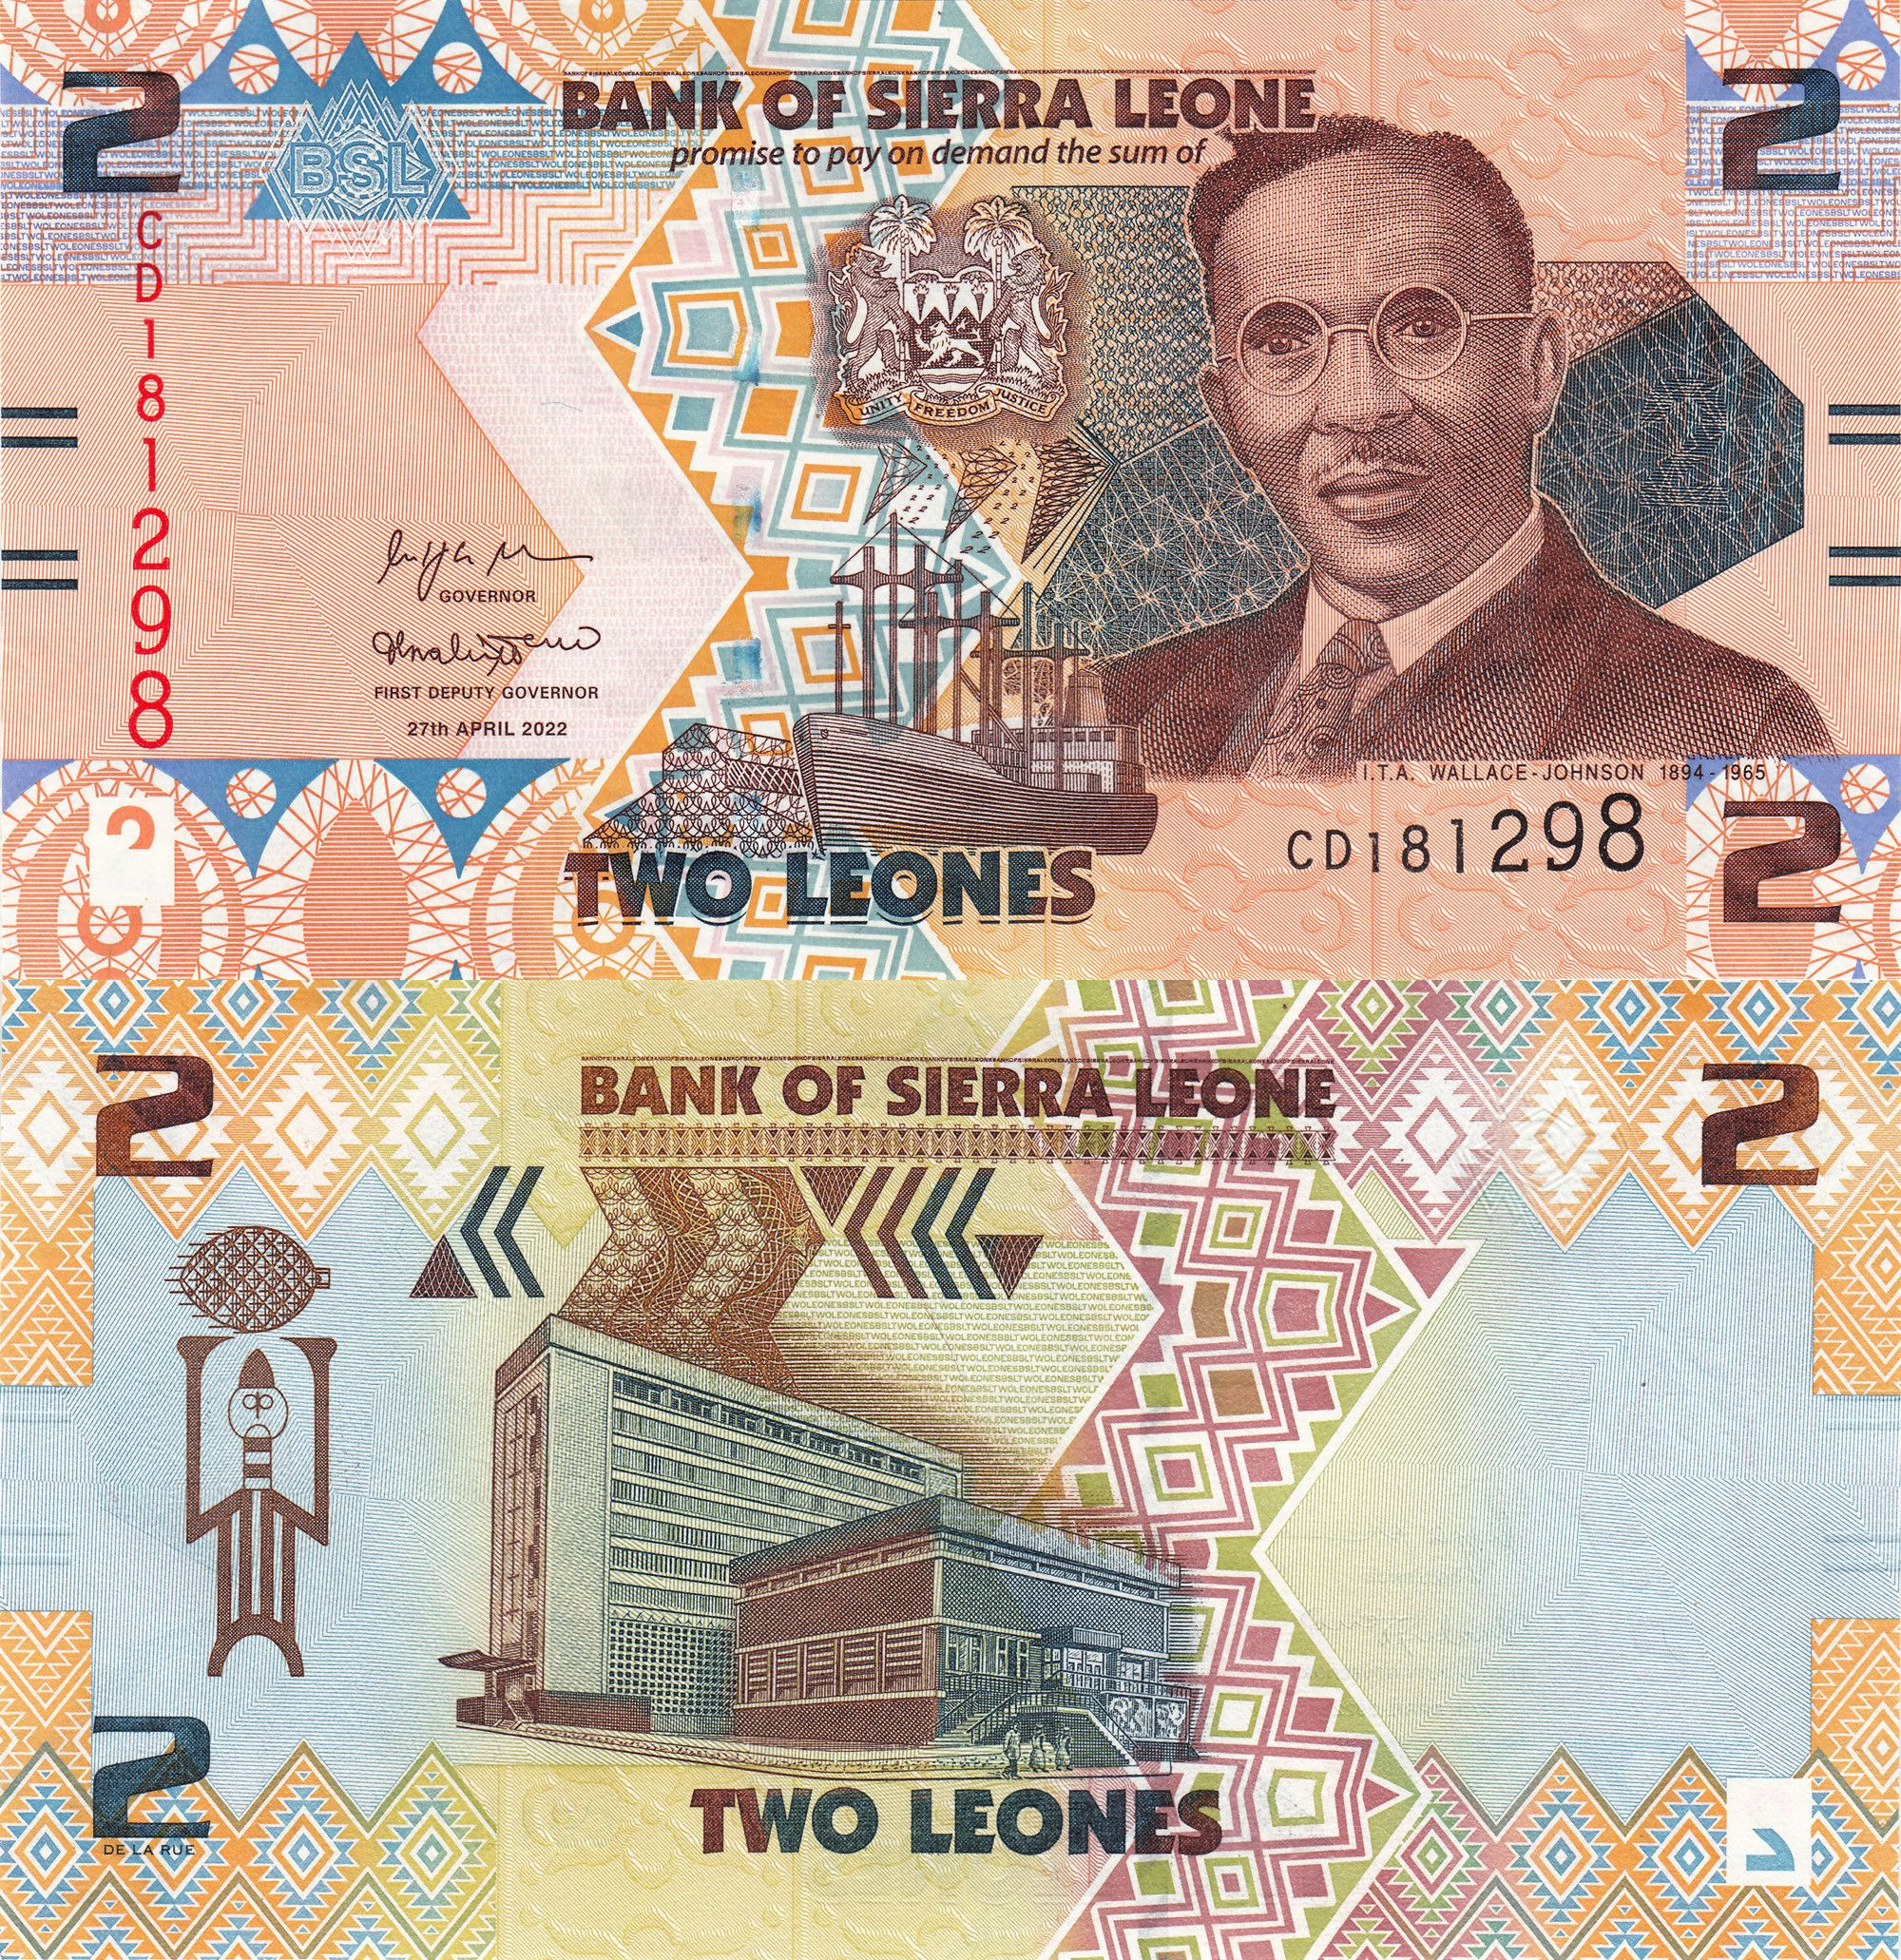 BANK OF SIERRA LEONE
promise to pay on demand the sum of
2
2
BSL
CD181298
UNITY FREEDOM JUSTICE
GOVERNOR
FIRST DEPUTY GOVERNOR
27th APRIL 2022
I.T.A. WALLACE-JOHNSON 1894-1965
CD181298
TWO LEONES
2
BANK OF SIERRA LEONE
2
2
TWO LEONES
2
DE LA RUE